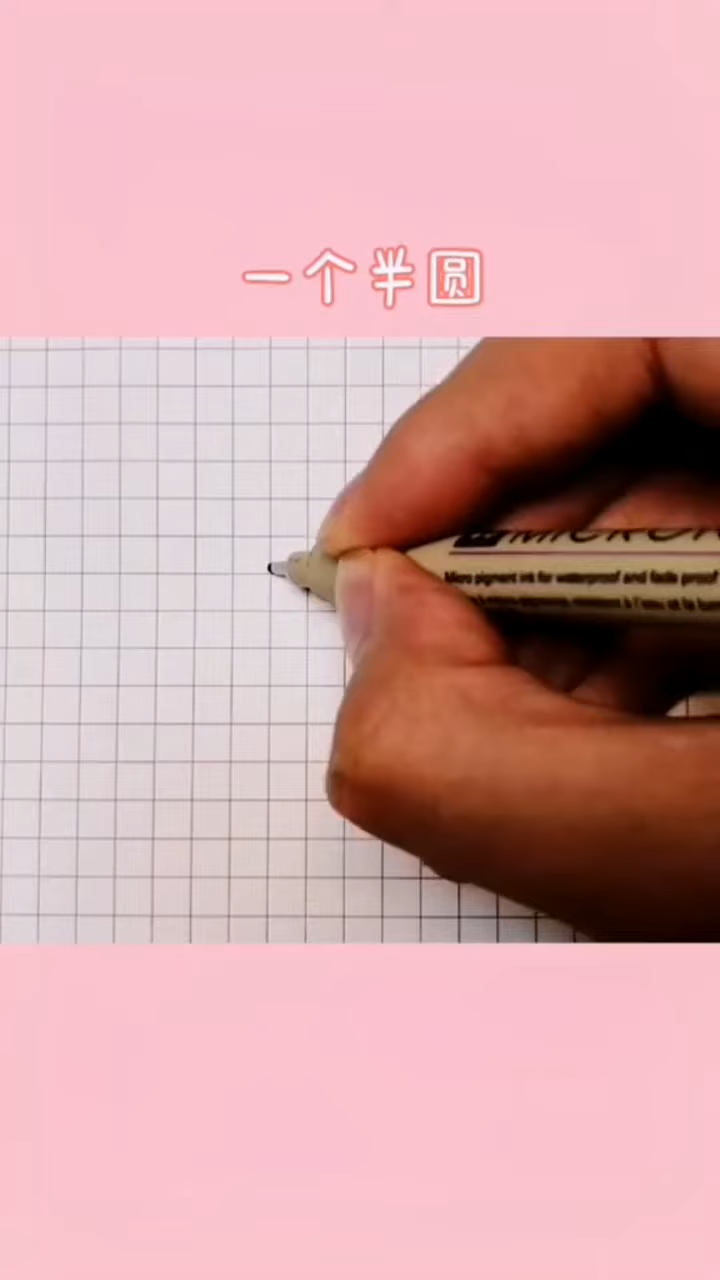 一个半圆
MICRON
Micro pigment ink for waterproof and fade proof